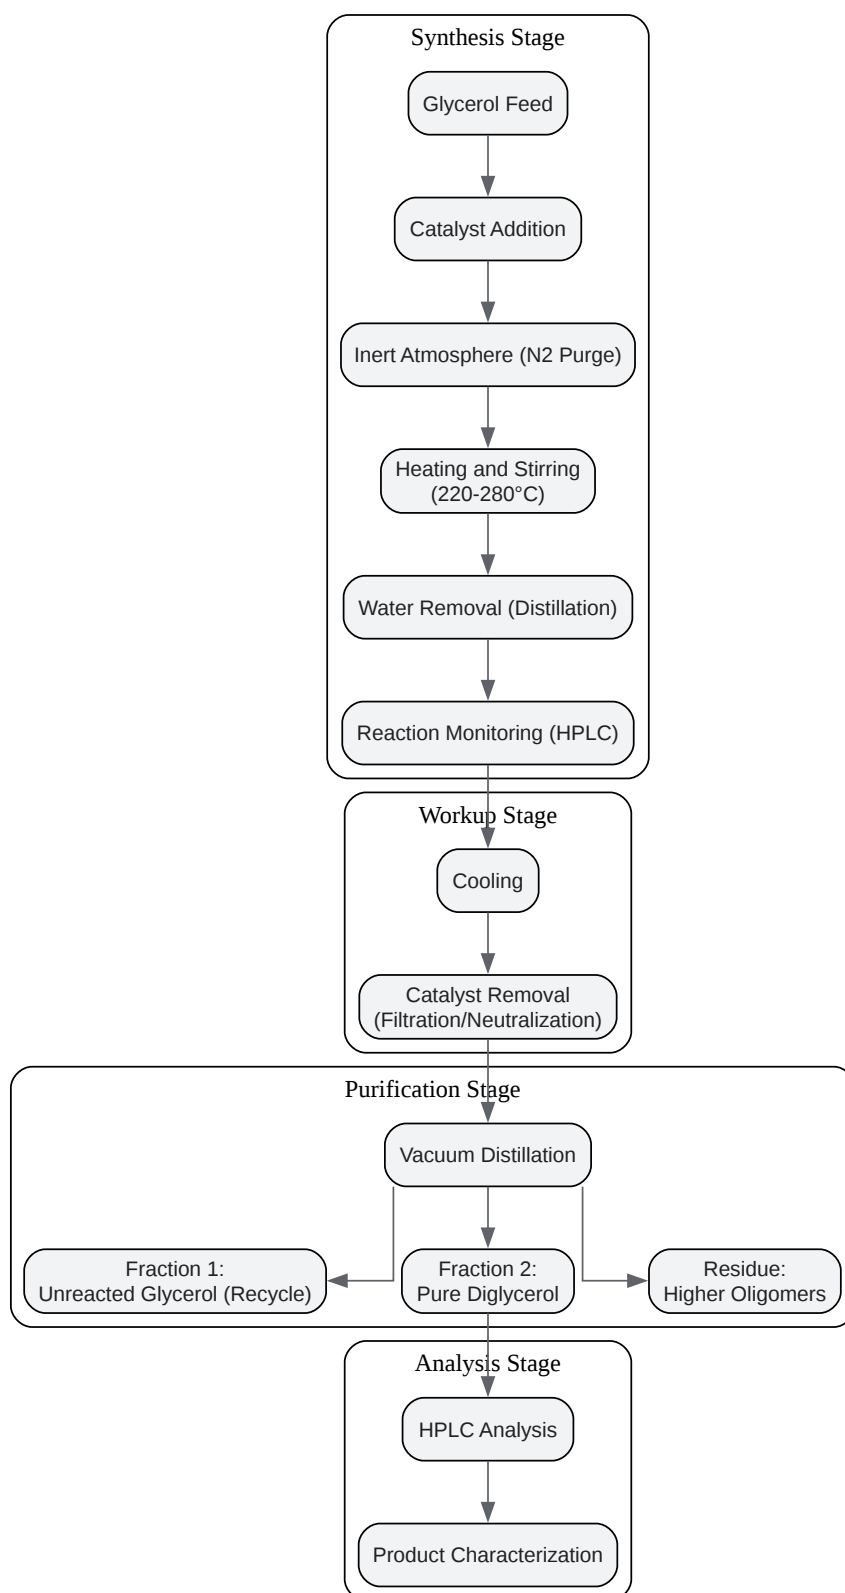 Synthesis Stage
Glycerol Feed
Catalyst Addition
Inert Atmosphere (N2 Purge)
Heating and Stirring
(220-280°C)
Water Removal (Distillation)
Reaction Monitoring (HPLC)
Workup Stage
Cooling
Catalyst Removal
(Filtration/Neutralization)
Purification Stage
Vacuum Distillation
Fraction 1:
Unreacted Glycerol (Recycle)
Fraction 2:
Pure Diglycerol
Residue:
Higher Oligomers
Analysis Stage
HPLC Analysis
Product Characterization